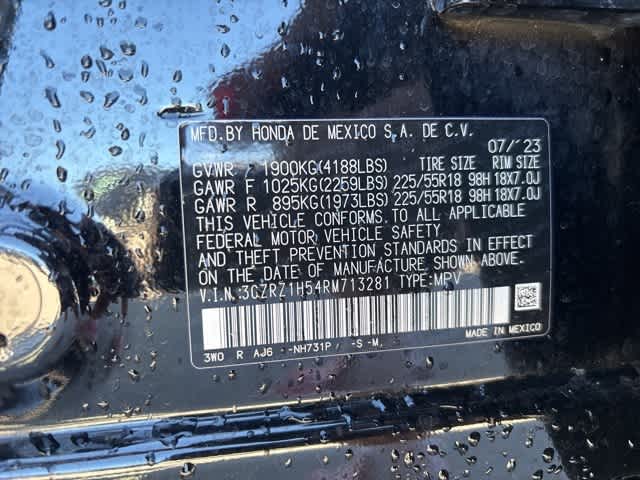 MFD. BY HONDA DE MEXICO S.A. DE C.V. 07/'23
GVWR : 1900KG(4188LBS) TIRE SIZE RIM SIZE
GAWR F 1025KG(2259LBS) 225/55R18 98H 18X7.0J
GAWR R 895KG(1973LBS) 225/55R18 98H 18X7.0J
THIS VEHICLE CONFORMS TO ALL APPLICABLE
FEDERAL MOTOR VEHICLE SAFETY
AND THEFT PREVENTION STANDARDS IN EFFECT
ON THE DATE OF MANUFACTURE SHOWN ABOVE.
V.I.N.:3CZRZ1H54RM713281 TYPE:MPV
3WO R AJ6 -NH731P/ -S-M, MADE IN MEXICO